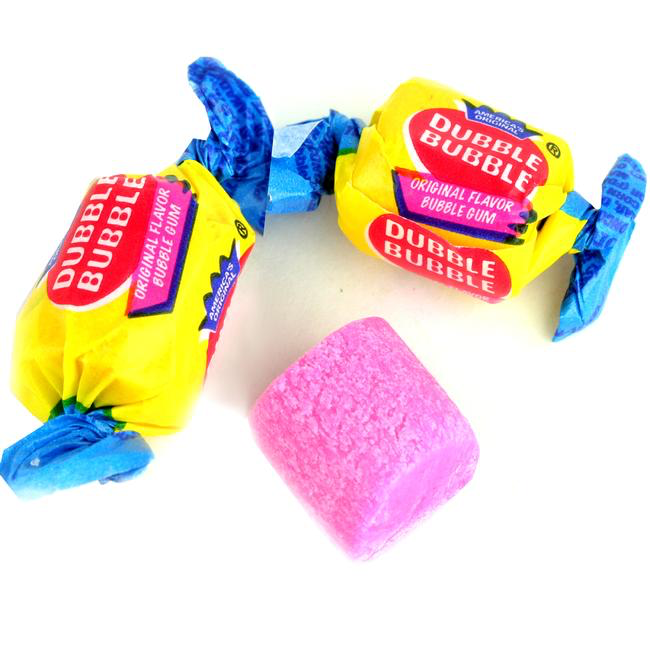 DUBBLE
BUBBLE
ORIGINAL FLAVOR
BUBBLE GUM
AMERICA'S
ORIGINAL
®
AMERICA'S
ORIGINAL
DUBBLE
BUBBLE
®
ORIGINAL FLAVOR
BUBBLE GUM
DUBBLE
BUBBLE